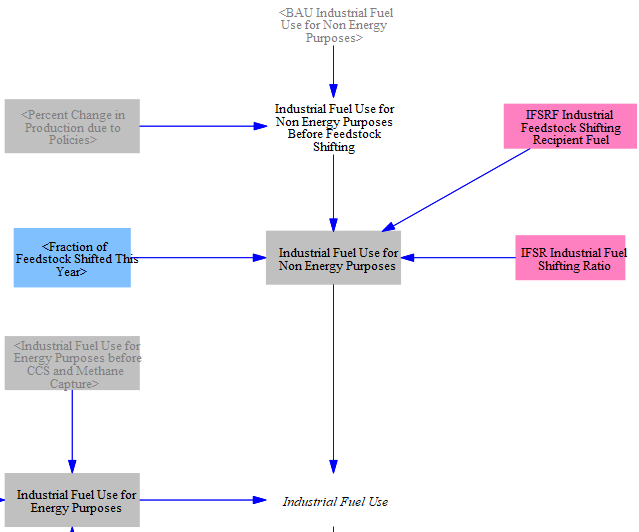 <BAU Industrial Fuel
Use for Non Energy
Purposes>
<Percent Change in
Production due to
Policies>
Industrial Fuel Use for
Non Energy Purposes
Before Feedstock
Shifting
IFSRF Industrial
Feedstock Shifting
Recipient Fuel
<Fraction of
Feedstock Shifted This
Year>
Industrial Fuel Use for
Non Energy Purposes
IFSR Industrial Fuel
Shifting Ratio
<Industrial Fuel Use for
Energy Purposes before
CCS and Methane
Capture>
Industrial Fuel Use for
Energy Purposes
Industrial Fuel Use